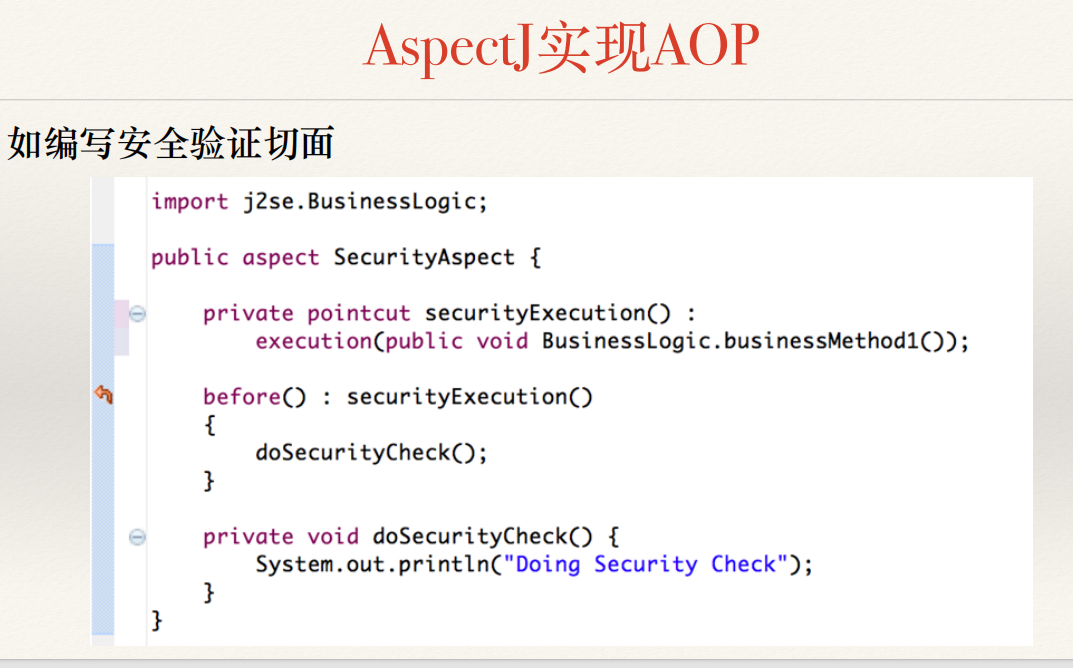 AspectJ实现AOP
如编写安全验证切面
import j2se.BusinessLogic;
public aspect SecurityAspect {
private pointcut securityExecution() :
execution(public void BusinessLogic.businessMethod1());
before() : securityExecution()
{
doSecurityCheck();
}
private void doSecurityCheck() {
System.out.println("Doing Security Check");
}
}